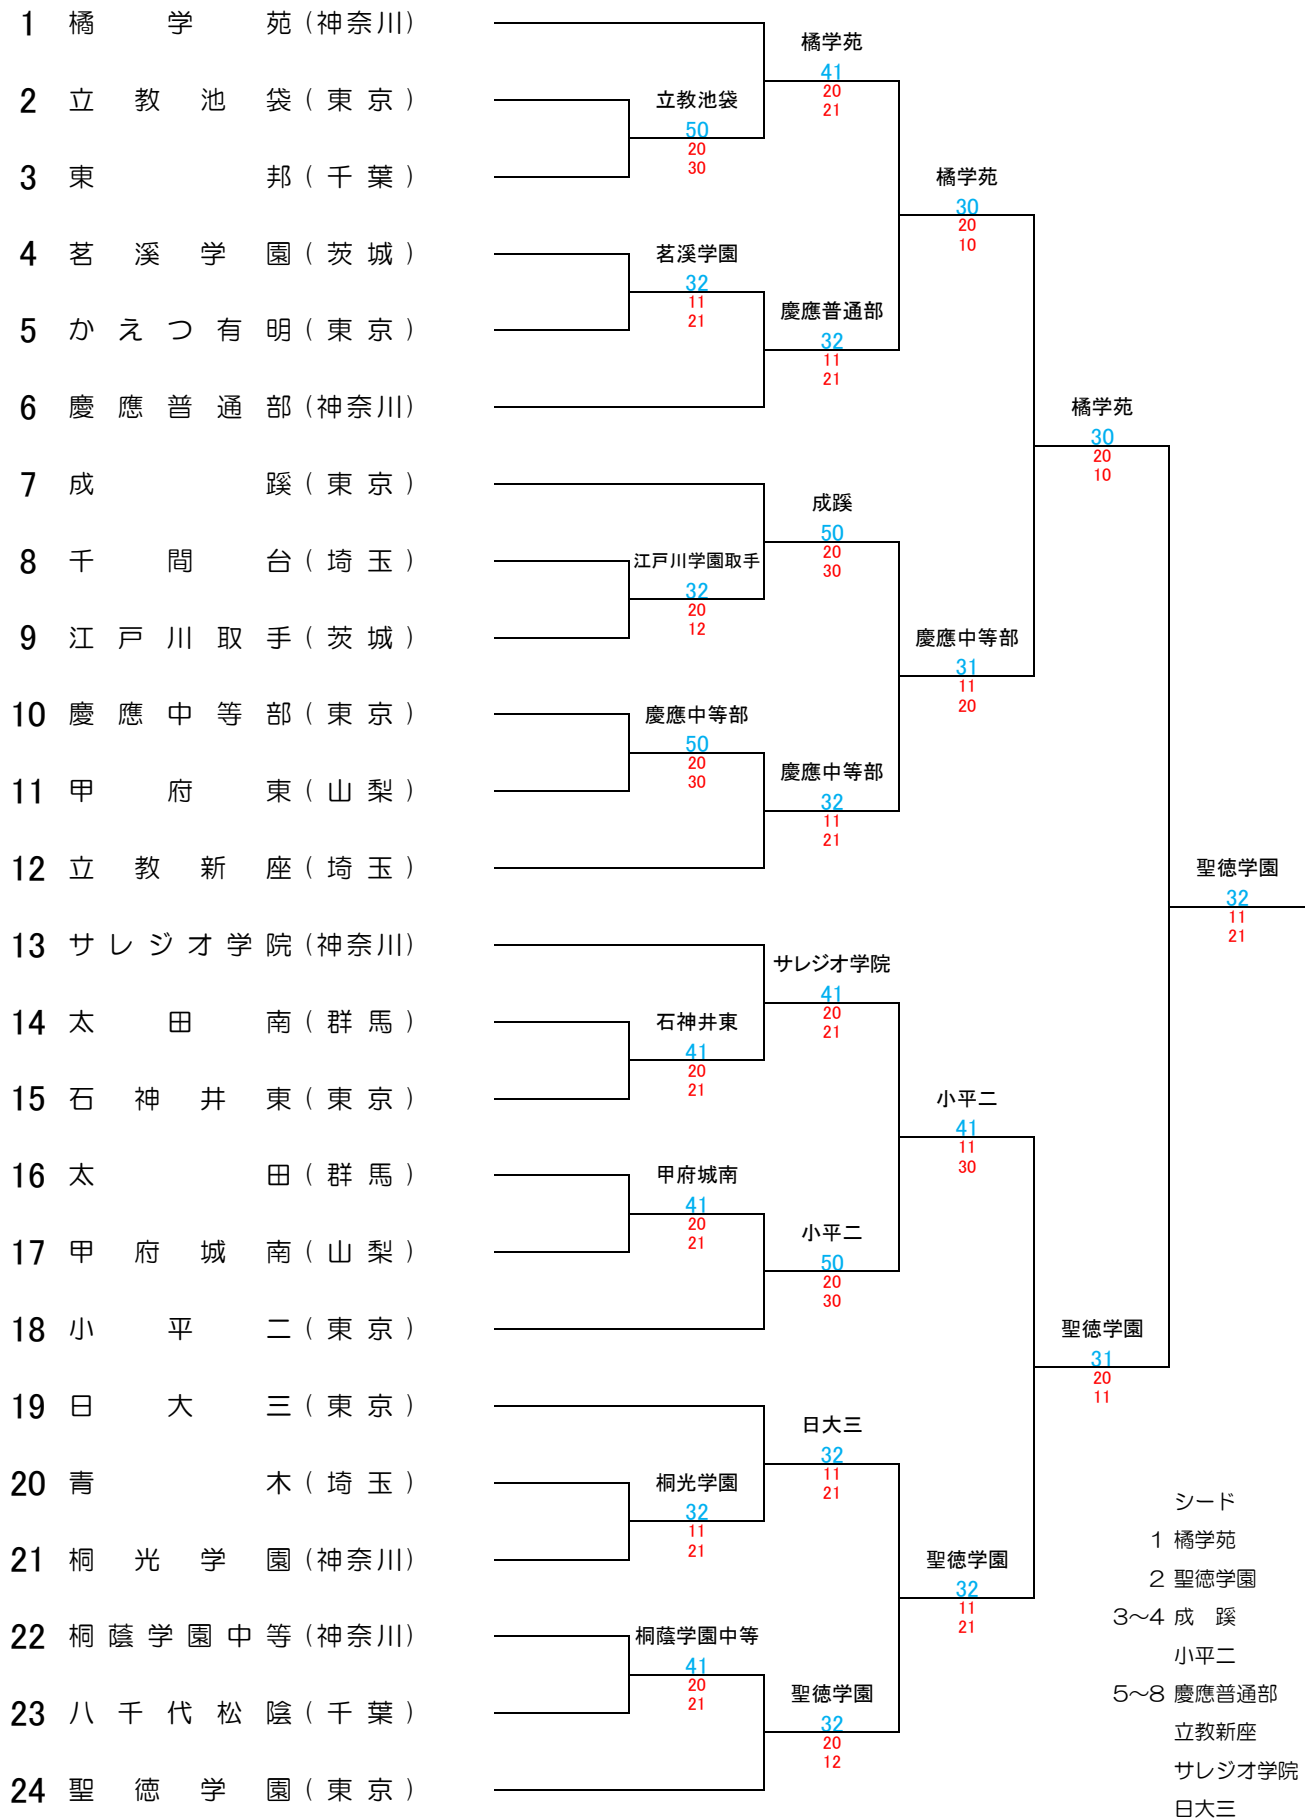 1 橘学苑(神奈川)
2 立教池袋(東京)
3 東邦(千葉)
4 茗溪学園(茨城)
5 かえつ有明(東京)
6 慶應普通部(神奈川)
7 成蹊(東京)
8 千間台(埼玉)
9 江戸川取手(茨城)
10 慶應中等部(東京)
11 甲府東(山梨)
12 立教新座(埼玉)
13 サレジオ学院(神奈川)
14 太田南(群馬)
15 石神井東(東京)
16 太田(群馬)
17 甲府城南(山梨)
18 小平二(東京)
19 日大三(東京)
20 青木(埼玉)
21 桐光学園(神奈川)
22 桐蔭学園中等(神奈川)
23 八千代松陰(千葉)
24 聖徳学園(東京)
立教池袋
50
20
30
茗溪学園
32
11
21
江戸川学園取手
32
20
12
慶應中等部
50
20
30
石神井東
41
20
21
甲府城南
41
20
21
桐光学園
32
11
21
桐蔭学園中等
41
20
21
橘学苑
41
20
21
慶應普通部
32
11
21
成蹊
50
20
30
慶應中等部
32
11
21
サレジオ学院
41
20
21
小平二
50
20
30
日大三
32
11
21
聖徳学園
32
20
12
橘学苑
30
20
10
慶應中等部
31
11
20
小平二
41
11
30
聖徳学園
32
11
21
橘学苑
30
20
10
聖徳学園
31
20
11
聖徳学園
32
11
21
シード
1 橘学苑
2 聖徳学園
3～4 成 蹊
小平二
5～8 慶應普通部
立教新座
サレジオ学院
日大三